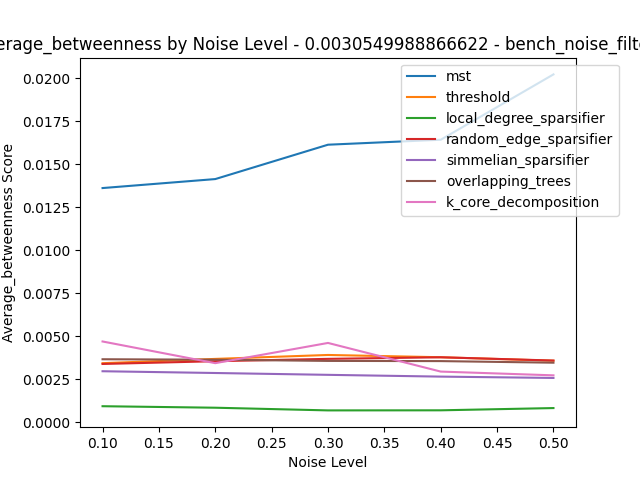 erage_betweenness by Noise Level - 0.0030549988866622 - bench_noise_filt
mst
threshold
local_degree_sparsifier
random_edge_sparsifier
simmelian_sparsifier
overlapping_trees
k_core_decomposition
Average_betweenness Score
0.0200
0.0175
0.0150
0.0125
0.0100
0.0075
0.0050
0.0025
0.0000
0.10 0.15 0.20 0.25 0.30 0.35 0.40 0.45 0.50
Noise Level